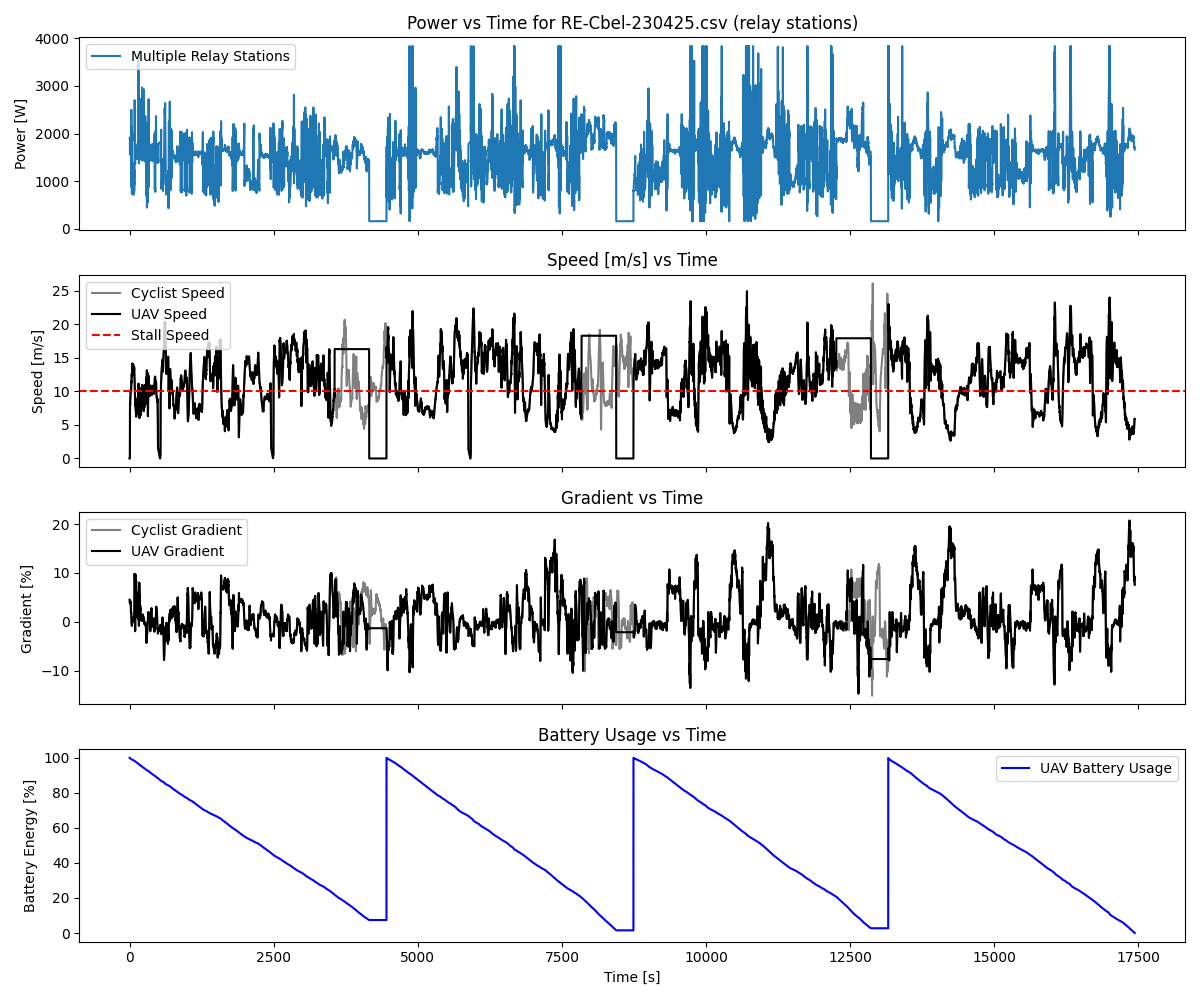 Power vs Time for RE-Cbel-230425.csv (relay stations)
Multiple Relay Stations
Power [W]
4000
3000
2000
1000
0
Speed [m/s] vs Time
Cyclist Speed
UAV Speed
Stall Speed
Speed [m/s]
25
20
15
10
5
0
Gradient vs Time
Cyclist Gradient
UAV Gradient
Gradient [%]
20
10
0
−10
Battery Usage vs Time
UAV Battery Usage
Battery Energy [%]
100
80
60
40
20
0
0 2500 5000 7500 10000 12500 15000 17500
Time [s]